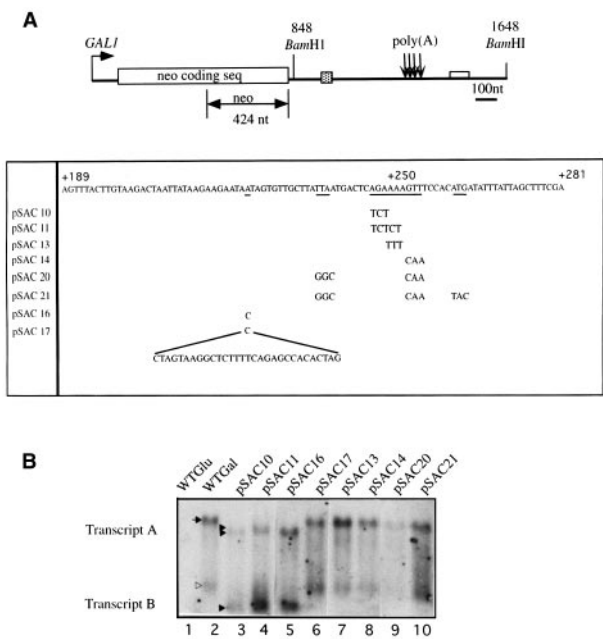 A
GAL1
848
BamH1
poly(A)
1648
BamHI
neo coding seq
neo
424 nt
100nt
+189 +250 +281
AGTTTACTTGTAAGACTAATTATAAGAAGAATAATAGTGTTGCTTATTAATGACTCAGAAAAGTTTCCACATGATATTTATTAGCTTTCGA
pSAC 10 TCT
pSAC 11 TCTCT
pSAC 13 TTT
pSAC 14 CAA
pSAC 20 GGC CAA
pSAC 21 GGC CAA TAC
pSAC 16 C
pSAC 17 C
CTAGTAAGGCTCTTTTCAGAGCCACACTAG
B
WTGlu WTGal pSAC10 pSAC11 pSAC16 pSAC17 pSAC13 pSAC14 pSAC20 pSAC21
Transcript A
Transcript B
1 2 3 4 5 6 7 8 9 10